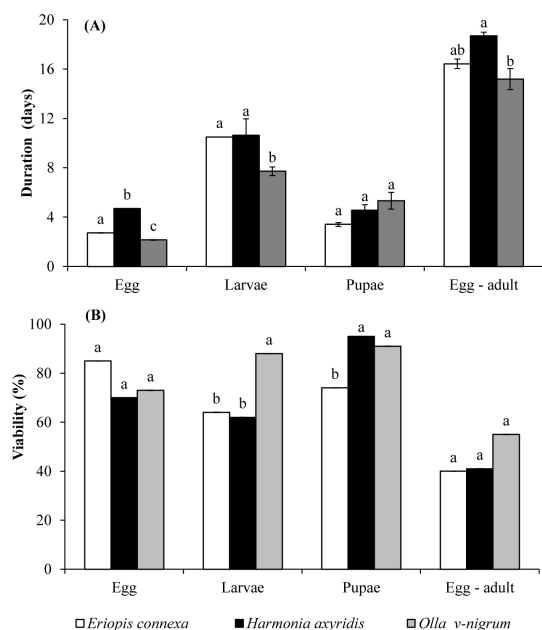 (A)
Duration (days)
20
16
12
8
4
0
a b c
a a b
a a a
ab a b
Egg Larvae Pupae Egg - adult
(B)
Viability (%)
100
80
60
40
20
0
a a a
b b a
b a a
a a a
Egg Larvae Pupae Egg - adult
Eriopis connexa Harmonia axyridis Olla v-nigrum